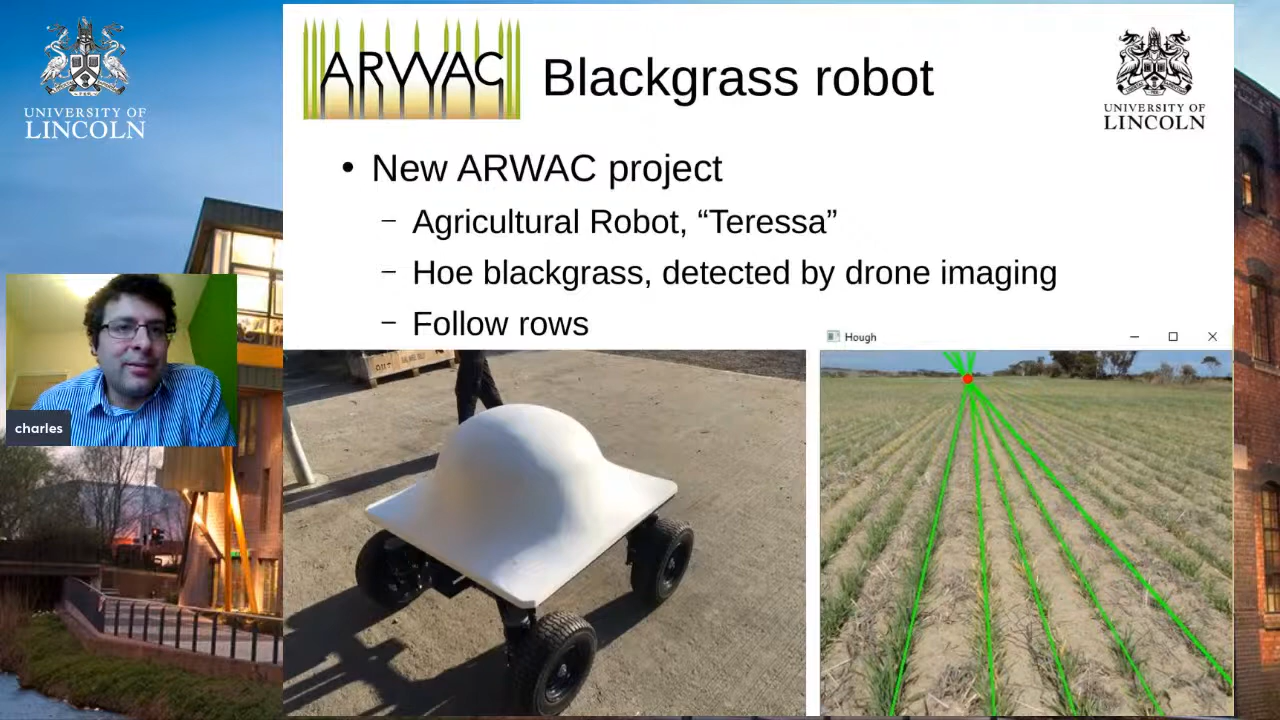 UNIVERSITY OF
LINCOLN
ARWAC
Blackgrass robot
UNIVERSITY OF
LINCOLN
• New ARWAC project
– Agricultural Robot, “Teressa”
– Hoe blackgrass, detected by drone imaging
– Follow rows
Hough
charles